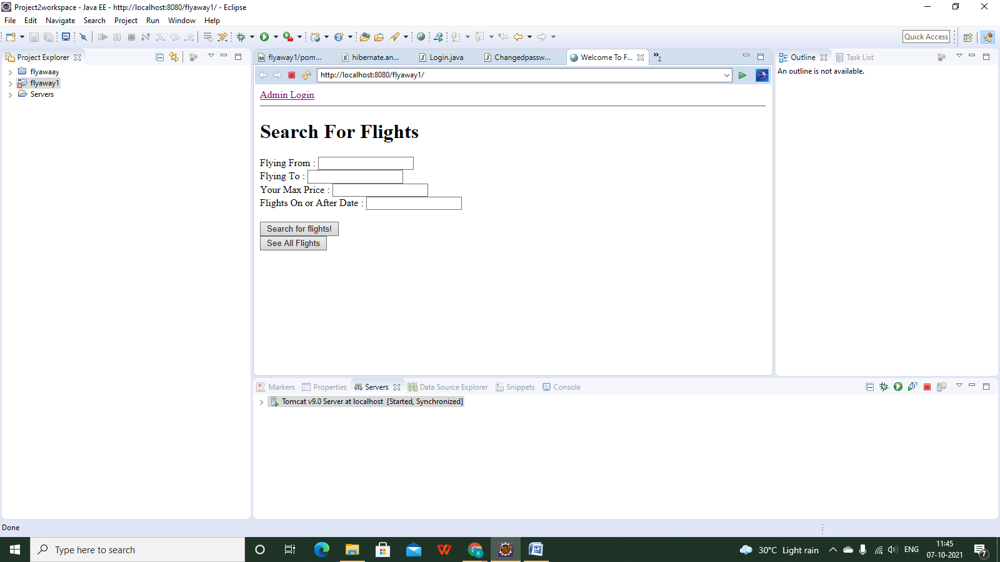 Project2workspace - Java EE - http://localhost:8080/flyaway1/ - Eclipse
File Edit Navigate Search Project Run Window Help
Quick Access
Project Explorer
flyawaay
flyaway1
Servers
flyaway1/pom... hibernate.an... Login.java Changedpassw... Welcome To F... »2
http://localhost:8080/flyaway1/
Admin Login
Search For Flights
Flying From :
Flying To :
Your Max Price :
Flights On or After Date :
Search for flights!
See All Flights
Outline Task List
An outline is not available.
Markers Properties Servers Data Source Explorer Snippets Console
Tomcat v9.0 Server at localhost [Started, Synchronized]
Done
Type here to search
30°C Light rain
ENG
11:45
07-10-2021
7